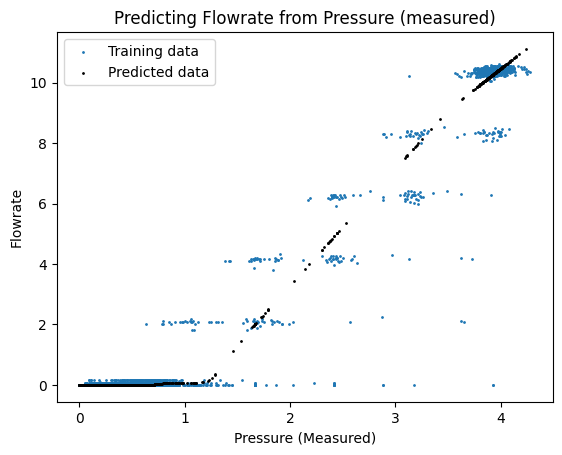 Predicting Flowrate from Pressure (measured)
Training data
Predicted data
10
8
6
4
2
0
Flowrate
0 1 2 3 4
Pressure (Measured)